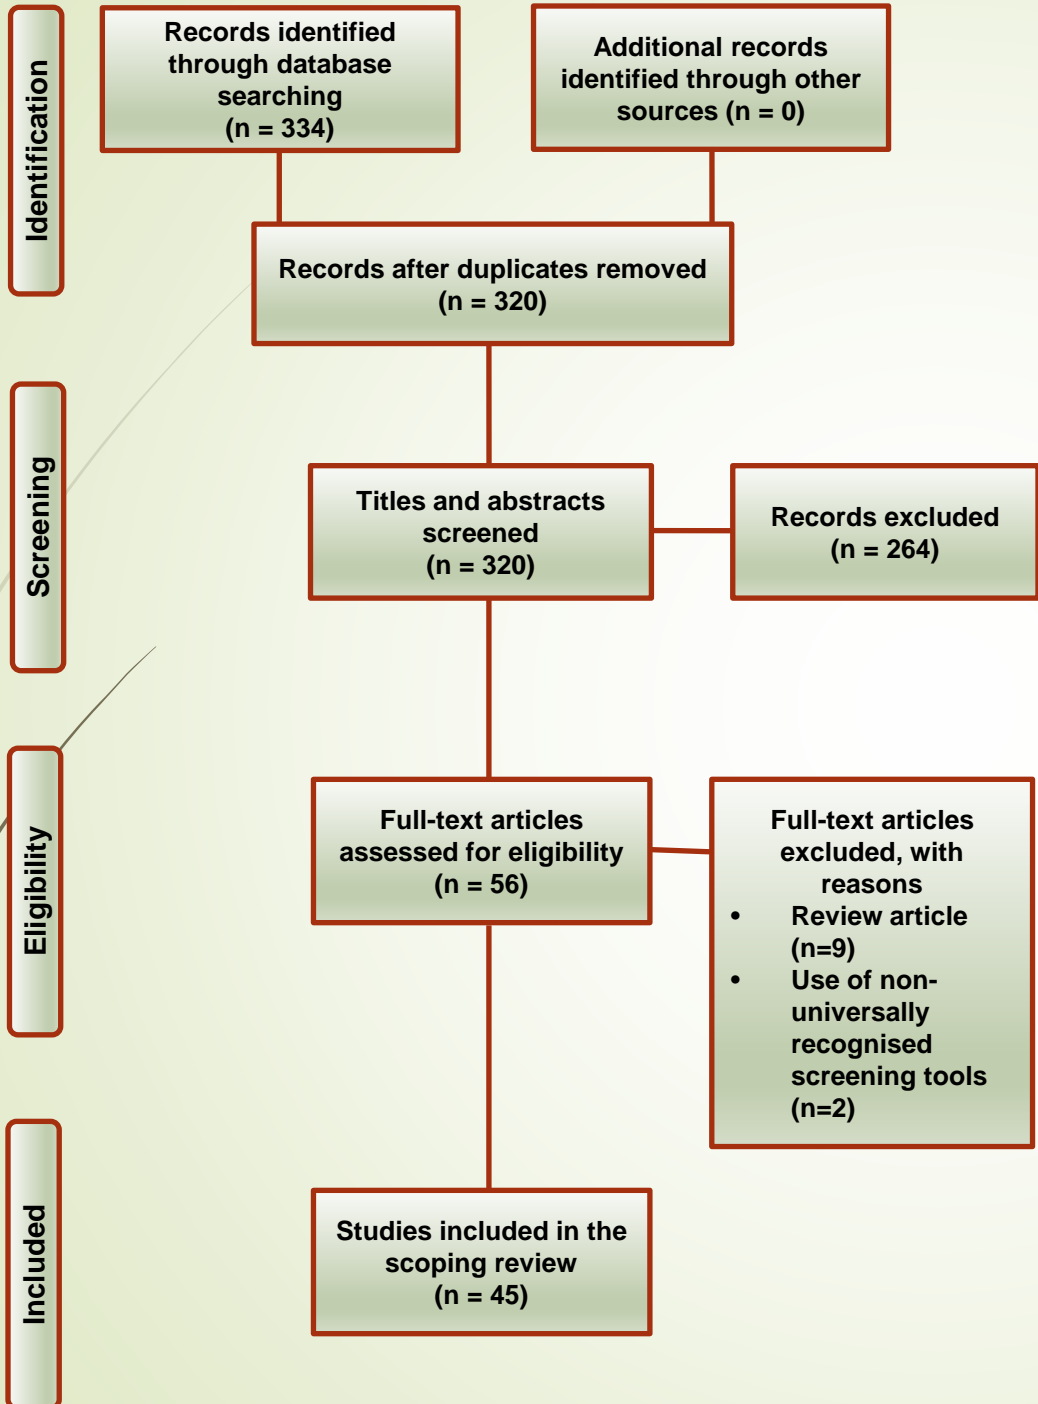 Identification
Records identified
through database
searching
(n = 334)
Additional records
identified through other
sources (n = 0)
Records after duplicates removed
(n = 320)
Screening
Titles and abstracts
screened
(n = 320)
Records excluded
(n = 264)
Eligibility
Full-text articles
assessed for eligibility
(n = 56)
Full-text articles
excluded, with
reasons
• Review article
(n=9)
• Use of non-
universally
recognised
screening tools
(n=2)
Included
Studies included in the
scoping review
(n = 45)